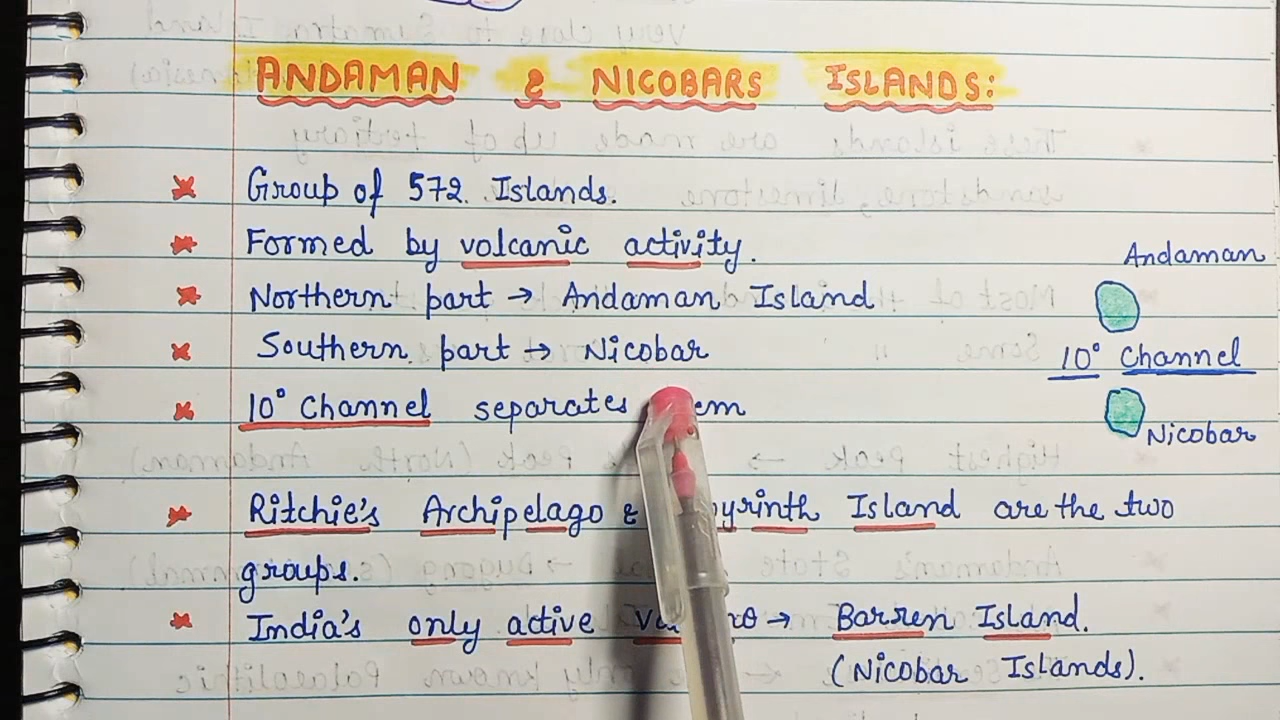 ANDAMAN & NICOBARS ISLANDS:
Group of 572. Islands.
Formed by volcanic activity.
Andaman
Northern part → Andaman Island
Southern part → Nicobar
10° Channel
10° Channel separates em
Nicobar
Ritchie's Archipelago & yrinth Island are the two
groups.
India's only active → Barren Island.
(Nicobar Islands).